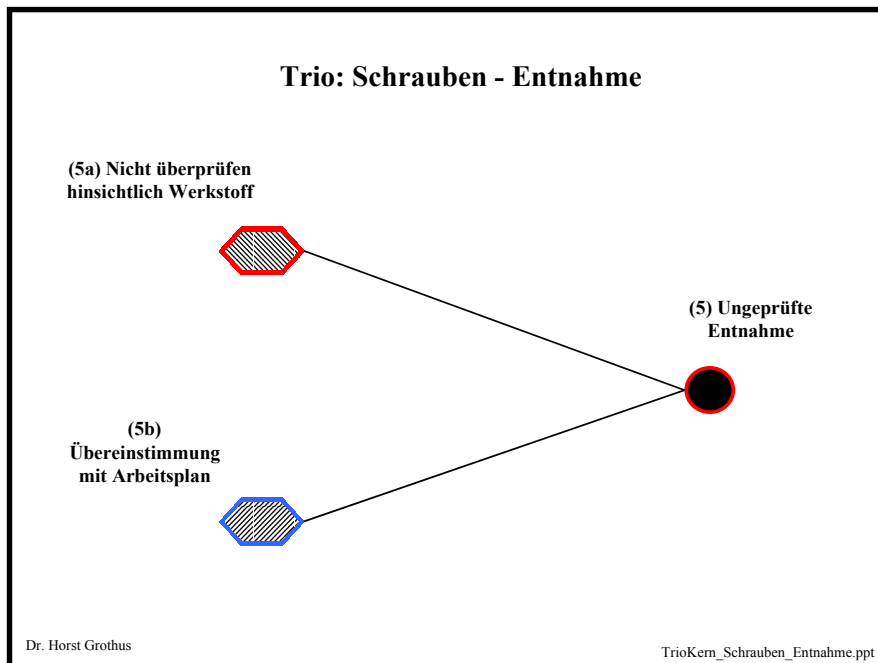 Trio: Schrauben - Entnahme
(5a) Nicht überprüfen
hinsichtlich Werkstoff
(5) Ungeprüfte
Entnahme
(5b)
Übereinstimmung
mit Arbeitsplan
Dr. Horst Grothus
TrioKern_Schrauben_Entnahme.ppt